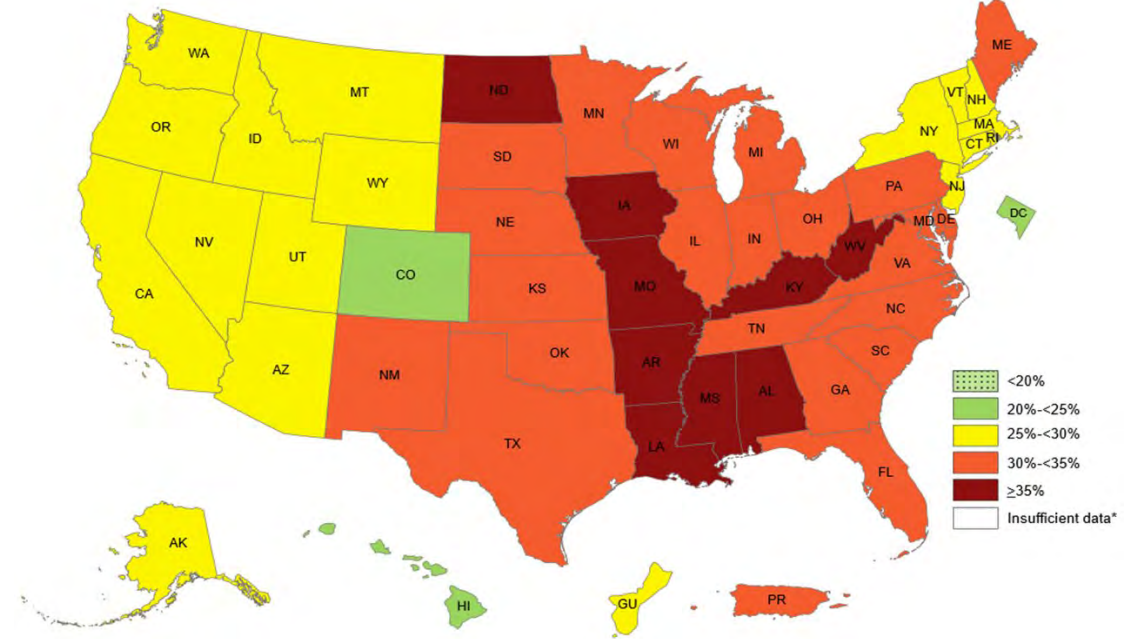 WA
MT
ND
MN
ME
OR
ID
WY
SD
WI
MI
NY
VT
NH
MA
RI
CT
NV
UT
CO
NE
IA
IL
IN
OH
PA
NJ
MD
DE
DC
CA
KS
MO
KY
WV
VA
AZ
NM
OK
AR
TN
NC
SC
TX
LA
MS
AL
GA
FL
<20%
20%-<25%
25%-<30%
30%-<35%
≥35%
Insufficient data*
AK
HI
GU
PR